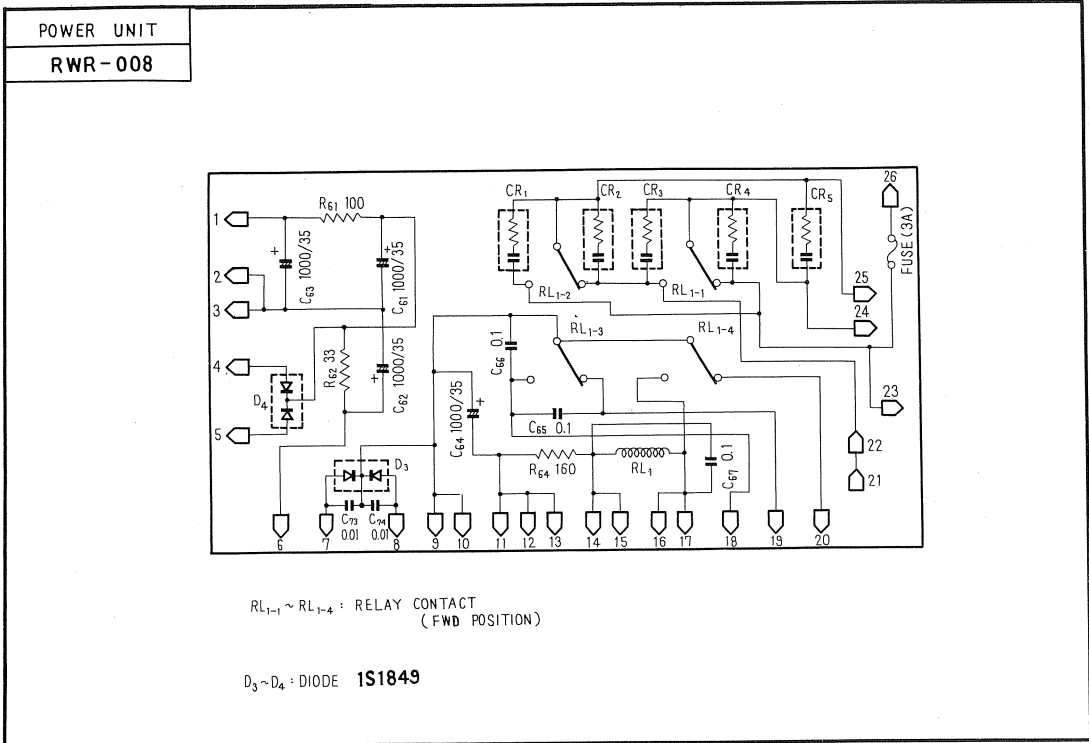 POWER UNIT
RWR-008
26
CR1
CR2
CR3
CR4
CR5
R61 100
1
FUSE (3A)
+
C63 1000/35
+
C61 1000/35
2
3
RL1-2
RL1-1
25
24
RL1-3
RL1-4
C66 0.1
4
R62 33
+
C62 1000/35
D4
23
C64 1000/35
+
C65 0.1
5
22
D3
R64 160
RL1
C67 0.1
21
C73
0.01
C74
0.01
6
7
8
9
10
11
12
13
14
15
16
17
18
19
20
RL1-1 ~ RL1-4 : RELAY CONTACT
(FWD POSITION)
D3 ~ D4 : DIODE 1S1849